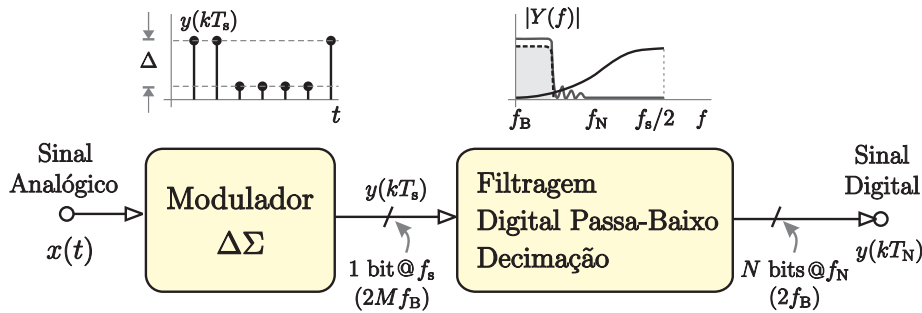 y(kTs)
Δ
t
|Y(f)|
fB
fN
fs/2
f
Sinal
Analógico
x(t)
Modulador
ΔΣ
y(kTs)
1 bit@fs
(2MfB)
Filtragem
Digital Passa-Baixo
Decimação
N bits@fN
(2fB)
Sinal
Digital
y(kTN)